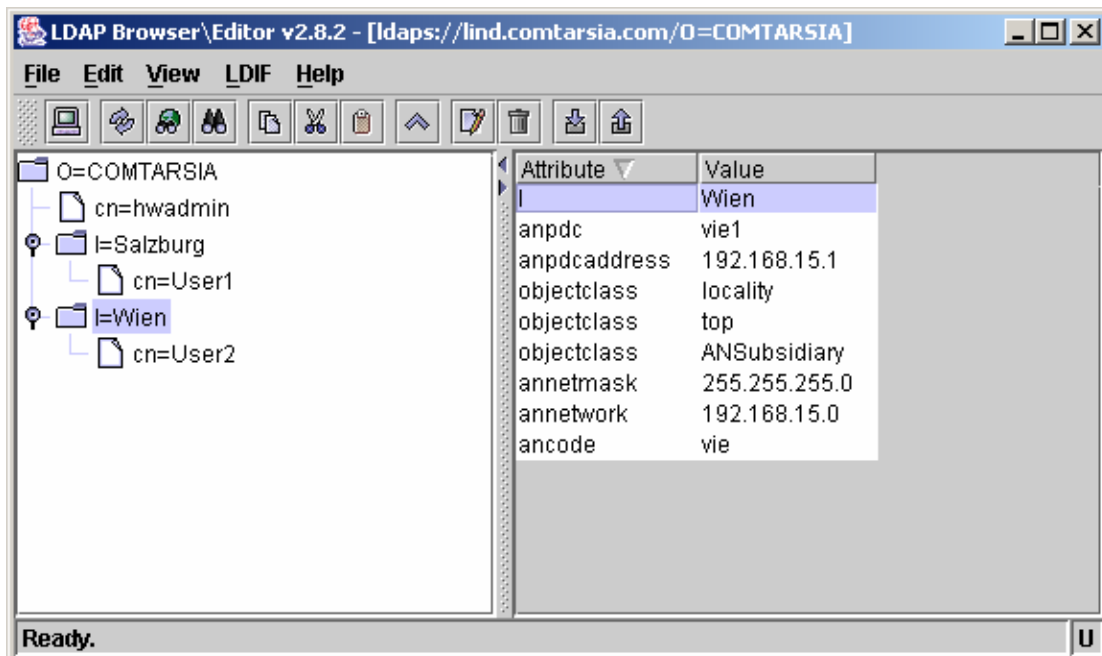 LDAP Browser\Editor v2.8.2 - [ldaps://lind.comtarsia.com/O=COMTARSIA]
File Edit View LDIF Help
O=COMTARSIA
cn=hwadmin
l=Salzburg
cn=User1
l=Wien
cn=User2
Attribute Value
l Wien
anpdc vie1
anpdcaddress 192.168.15.1
objectclass locality
objectclass top
objectclass ANSubsidiary
annetmask 255.255.255.0
annetwork 192.168.15.0
ancode vie
Ready. U